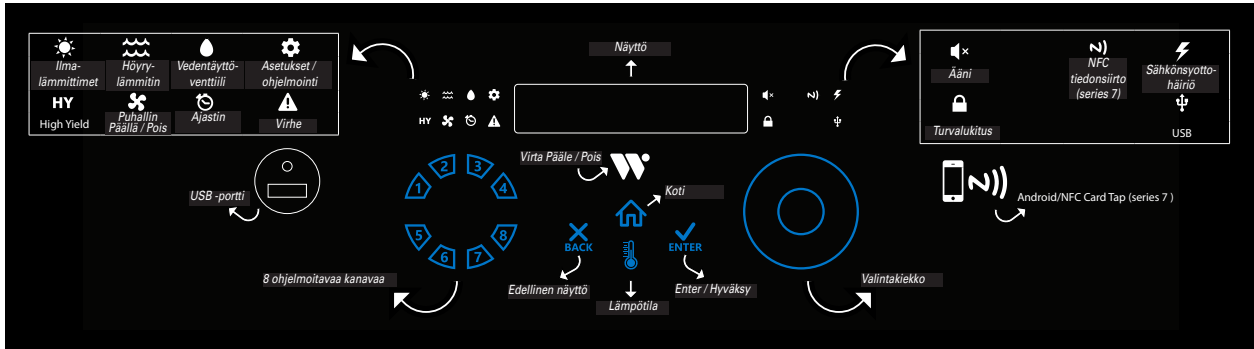 Ilma-
lämmittimet
Höyry-
lämmitin
Vedentäyttö-
venttiili
Asetukset /
ohjelmointi
HY
High Yield
Puhallin
Päällä / Pois
Ajastin
Virhe
Näyttö
Ääni
NFC
tiedonsiirto
(series 7)
Sähkönsyotto-
häiriö
Turvalukitus
USB
HY
USB -portti
1
2
3
4
5
6
7
8
8 ohjelmoitavaa kanavaa
Virta Pääle / Pois
Koti
BACK
ENTER
Edellinen näyttö
Lämpötila
Enter / Hyväksy
Valintakiekko
Android/NFC Card Tap (series 7 )